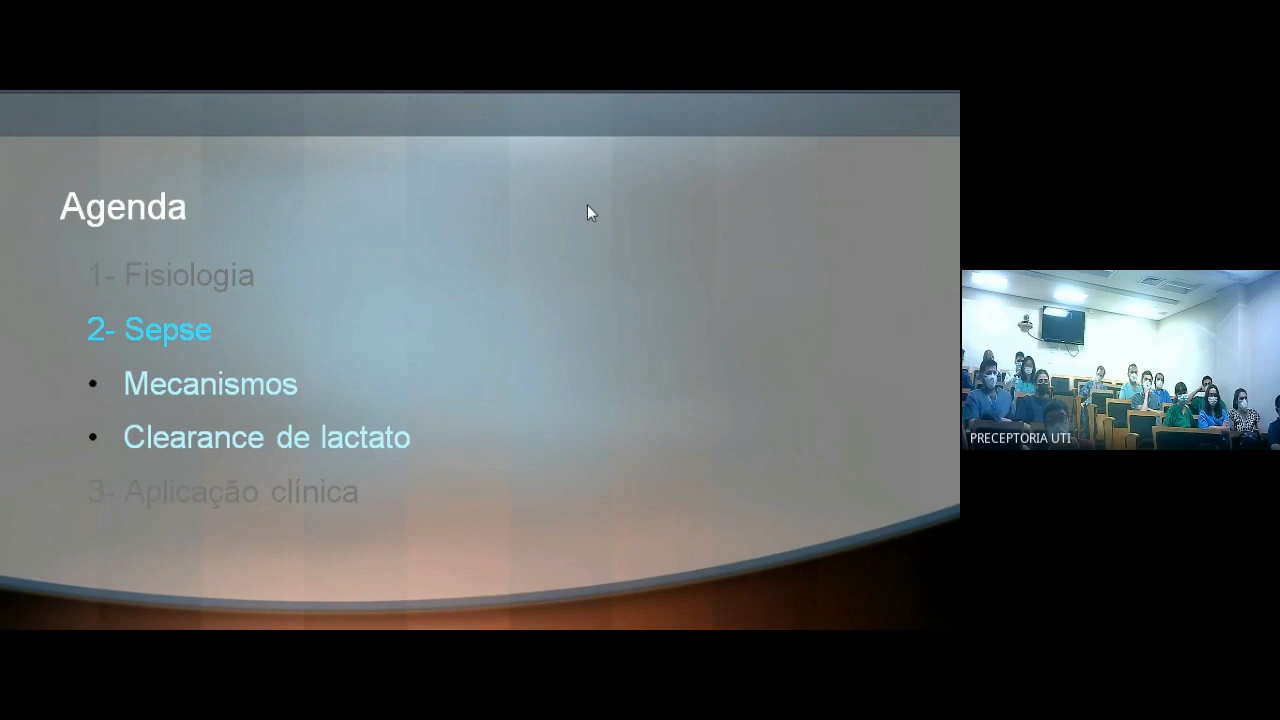 Agenda
1- Fisiologia
2- Sepse
• Mecanismos
• Clearance de lactato
3- Aplicação clínica
PRECEPTORIA UTI